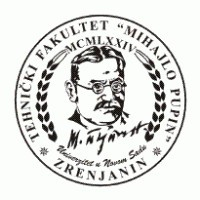 TEHNIČKI FAKULTET "MIHAJLO PUPIN"
MCMLXXIV
Univerzitet u Novom Sadu
* ZRENJANIN *